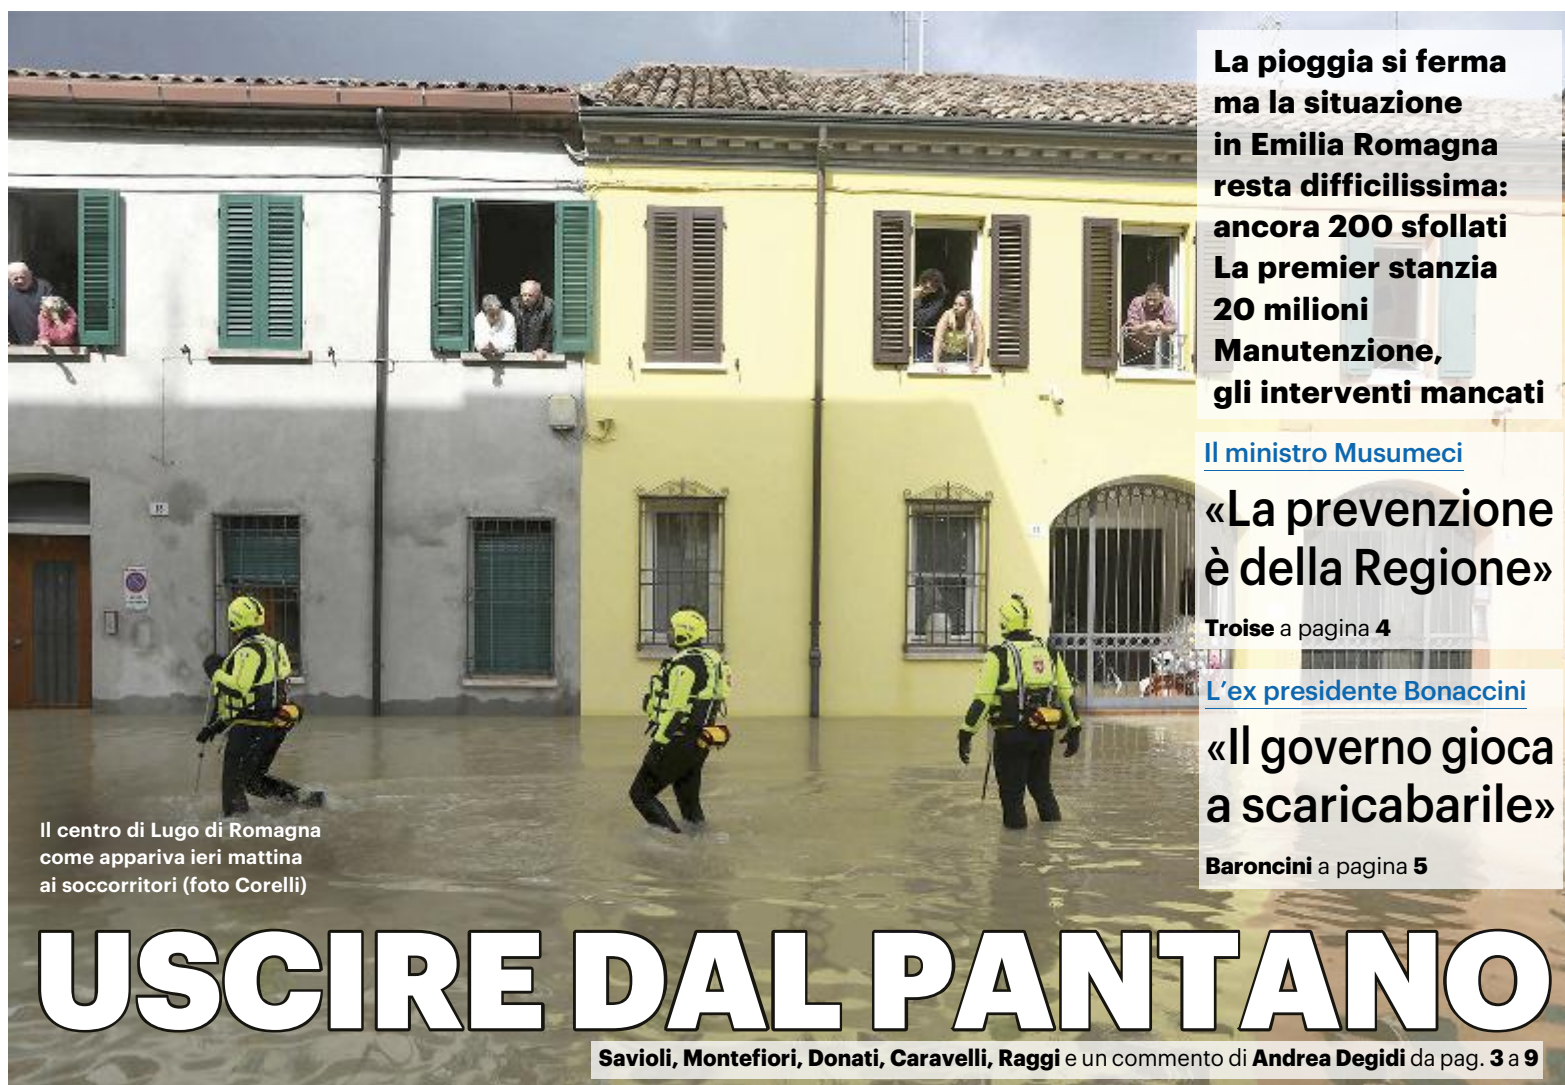 La pioggia si ferma
ma la situazione
in Emilia Romagna
resta difficilissima:
ancora 200 sfollati
La premier stanzia
20 milioni
Manutenzione,
gli interventi mancati
Il ministro Musumeci
«La prevenzione
è della Regione»
Troise a pagina 4
L'ex presidente Bonaccini
«Il governo gioca
a scaricabarile»
Baroncini a pagina 5
Il centro di Lugo di Romagna
come appariva ieri mattina
ai soccorritori (foto Corelli)
USCIRE DAL PANTANO
Savioli, Montefiori, Donati, Caravelli, Raggi e un commento di Andrea Degidi da pag. 3 a 9